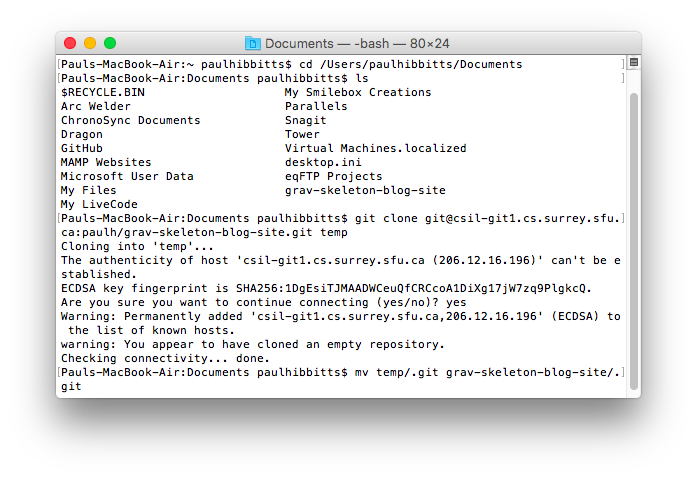 Documents — -bash — 80×24
[Pauls-MacBook-Air:~ paulhibbitts$ cd /Users/paulhibbitts/Documents ]
[Pauls-MacBook-Air:Documents paulhibbitts$ ls ]
$RECYCLE.BIN My Smilebox Creations
Arc Welder Parallels
ChronoSync Documents Snagit
Dragon Tower
GitHub Virtual Machines.localized
MAMP Websites desktop.ini
Microsoft User Data eqFTP Projects
My Files grav-skeleton-blog-site
My LiveCode
[Pauls-MacBook-Air:Documents paulhibbitts$ git clone git@csil-git1.cs.surrey.sfu.]
ca:paulh/grav-skeleton-blog-site.git temp
Cloning into 'temp'...
The authenticity of host 'csil-git1.cs.surrey.sfu.ca (206.12.16.196)' can't be e
stablished.
ECDSA key fingerprint is SHA256:1DgEsiTJMAADWCeuQfCRCcoA1DiXg17jW7zq9PlgkcQ.
Are you sure you want to continue connecting (yes/no)? yes
Warning: Permanently added 'csil-git1.cs.surrey.sfu.ca,206.12.16.196' (ECDSA) to
the list of known hosts.
warning: You appear to have cloned an empty repository.
Checking connectivity... done.
[Pauls-MacBook-Air:Documents paulhibbitts$ mv temp/.git grav-skeleton-blog-site/.]
git